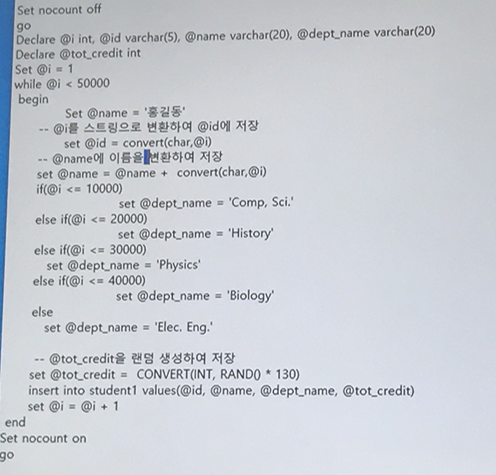 Set nocount off
go
Declare @i int, @id varchar(5), @name varchar(20), @dept_name varchar(20)
Declare @tot_credit int
Set @i = 1
while @i < 50000
begin
Set @name = '홍길동'
-- @i를 스트링으로 변환하여 @id에 저장
set @id = convert(char,@i)
-- @name에 이름을 변환하여 저장
set @name = @name + convert(char,@i)
if(@i <= 10000)
set @dept_name = 'Comp, Sci.'
else if(@i <= 20000)
set @dept_name = 'History'
else if(@i <= 30000)
set @dept_name = 'Physics'
else if(@i <= 40000)
set @dept_name = 'Biology'
else
set @dept_name = 'Elec. Eng.'
-- @tot_credit을 랜덤 생성하여 저장
set @tot_credit = CONVERT(INT, RAND() * 130)
insert into student1 values(@id, @name, @dept_name, @tot_credit)
set @i = @i + 1
end
Set nocount on
go